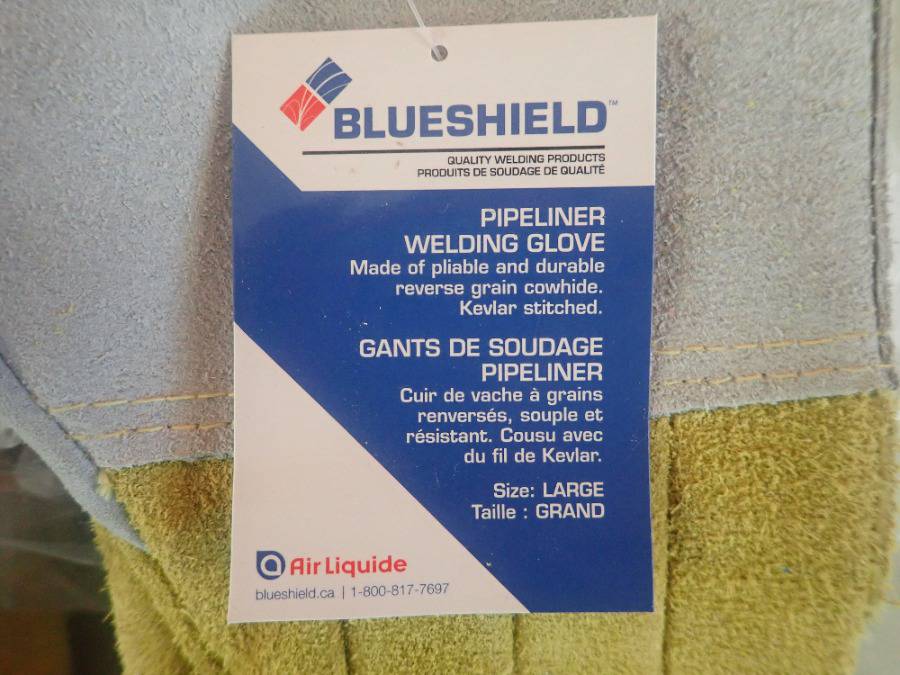 BLUESHIELD™
QUALITY WELDING PRODUCTS
PRODUITS DE SOUDAGE DE QUALITÉ
PIPELINER
WELDING GLOVE
Made of pliable and durable
reverse grain cowhide.
Kevlar stitched.
GANTS DE SOUDAGE
PIPELINER
Cuir de vache à grains
renversés, souple et
résistant. Cousu avec
du fil de Kevlar.
Size: LARGE
Taille : GRAND
Air Liquide
blueshield.ca | 1-800-817-7697